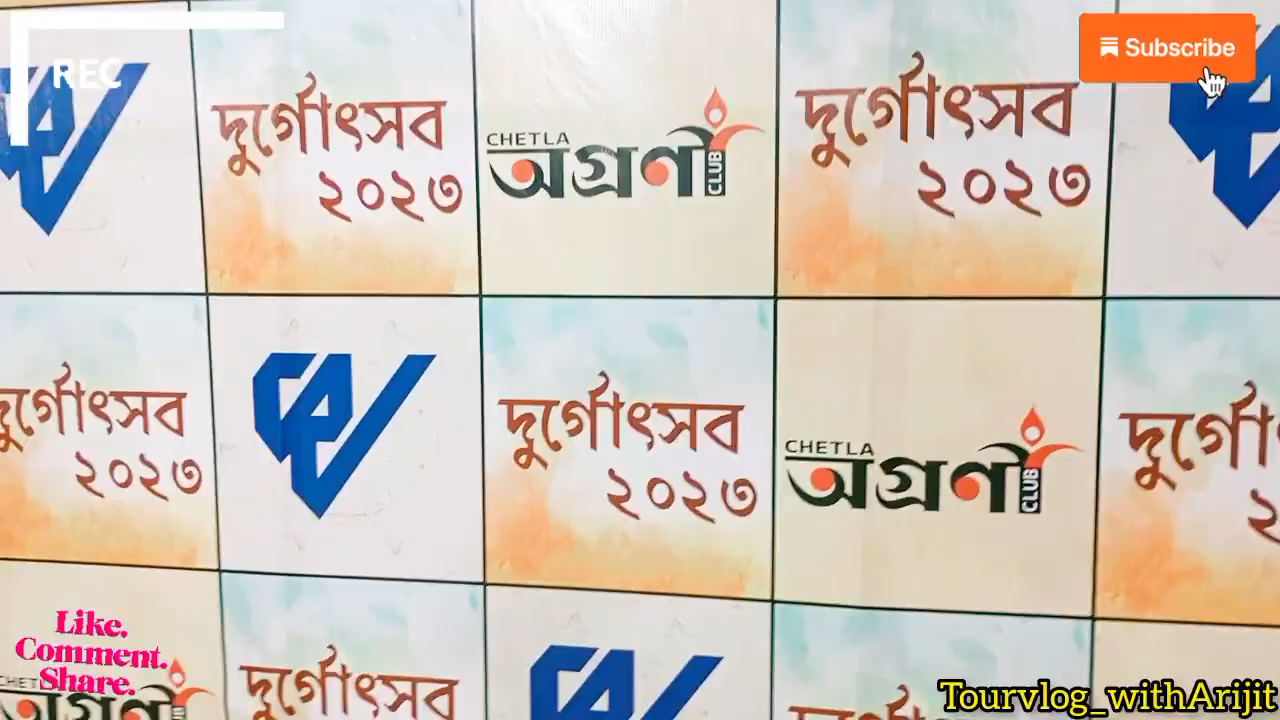 REC
Subscribe
দুর্গোৎসব
২০২৩
CHETLA
অগ্রণী
CLUB
দুর্গোৎসব
২০২৩
দুর্গোৎসব
২০২৩
দুর্গোৎসব
২০২৩
CHETLA
অগ্রণী
CLUB
Like.
Comment.
Share.
দুর্গোৎসব
Tourvlog_withArijit